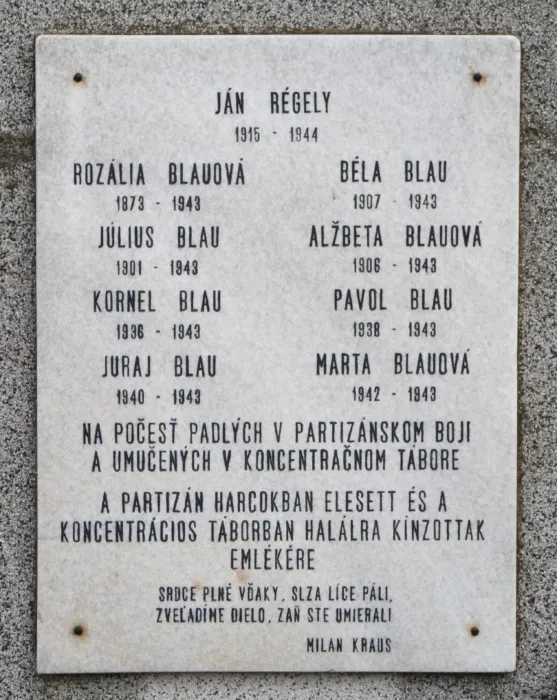 JÁN RÉGELY
1915 - 1944
ROZÁLIA BLAUOVÁ
1873 - 1943
BÉLA BLAU
1907 - 1943
JÚLIUS BLAU
1901 - 1943
ALŽBETA BLAUOVÁ
1906 - 1943
KORNEL BLAU
1936 - 1943
PAVOL BLAU
1938 - 1943
JURAJ BLAU
1940 - 1943
MARTA BLAUOVÁ
1942 - 1943
NA POČESŤ PADLÝCH V PARTIZÁNSKOM BOJI
A UMUČENÝCH V KONCENTRAČNOM TÁBORE
A PARTIZÁN HARCOKBAN ELESETT ÉS A
KONCENTRÁCIOS TÁBORBAN HALÁLRA KÍNZOTTAK
EMLÉKÉRE
SRDCE PLNÉ VĎAKY, SLZA LÍCE PÁLI,
ZVEĽADÍME DIELO, ZAŇ STE UMIERALI
MILAN KRAUS